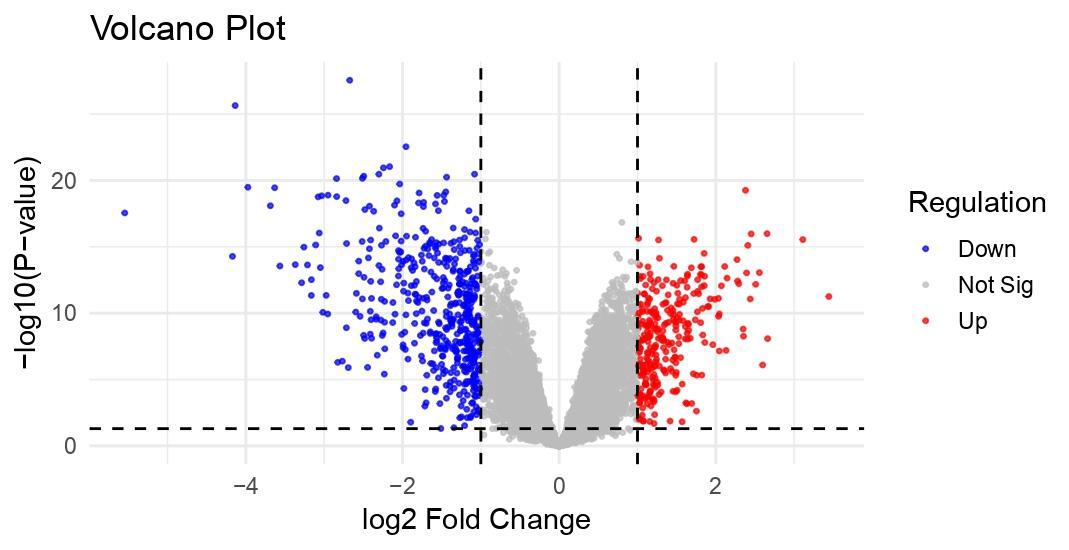 Volcano Plot
−log10(P−value)
20
10
0
−4
−2
0
2
log2 Fold Change
Regulation
Down
Not Sig
Up